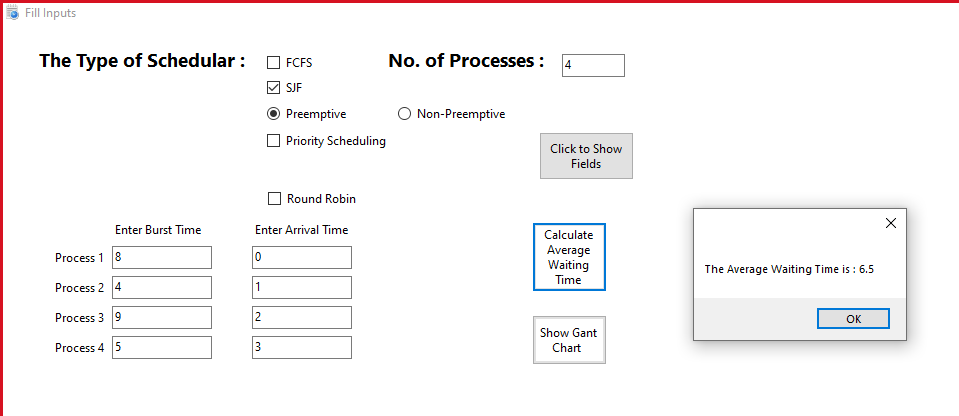 Fill Inputs
The Type of Schedular :
FCFS
No. of Processes :
4
SJF
Preemptive
Non-Preemptive
Priority Scheduling
Click to Show
Fields
Round Robin
Enter Burst Time
Enter Arrival Time
Process 1
8
0
Process 2
4
1
Process 3
9
2
Process 4
5
3
Calculate
Average
Waiting
Time
Show Gant
Chart
The Average Waiting Time is : 6.5
OK